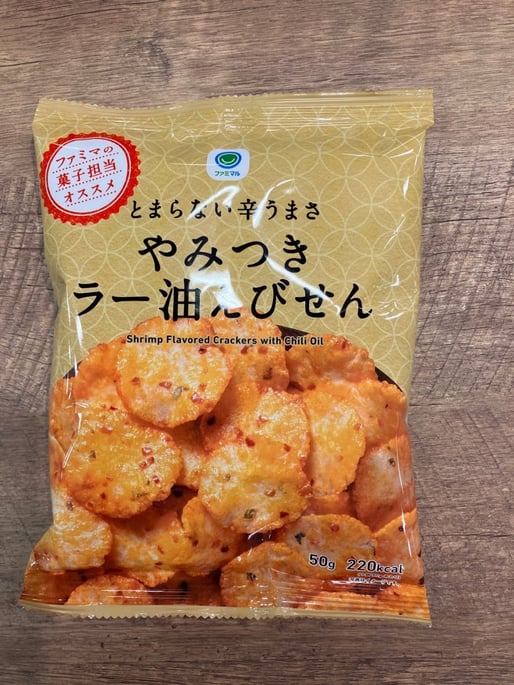 ファミマの
菓子担当
オススメ
ファミマル
とまらない辛うまさ
やみつき
ラー油えびせん
Shrimp Flavored Crackers with Chili Oil
50g 220kcal